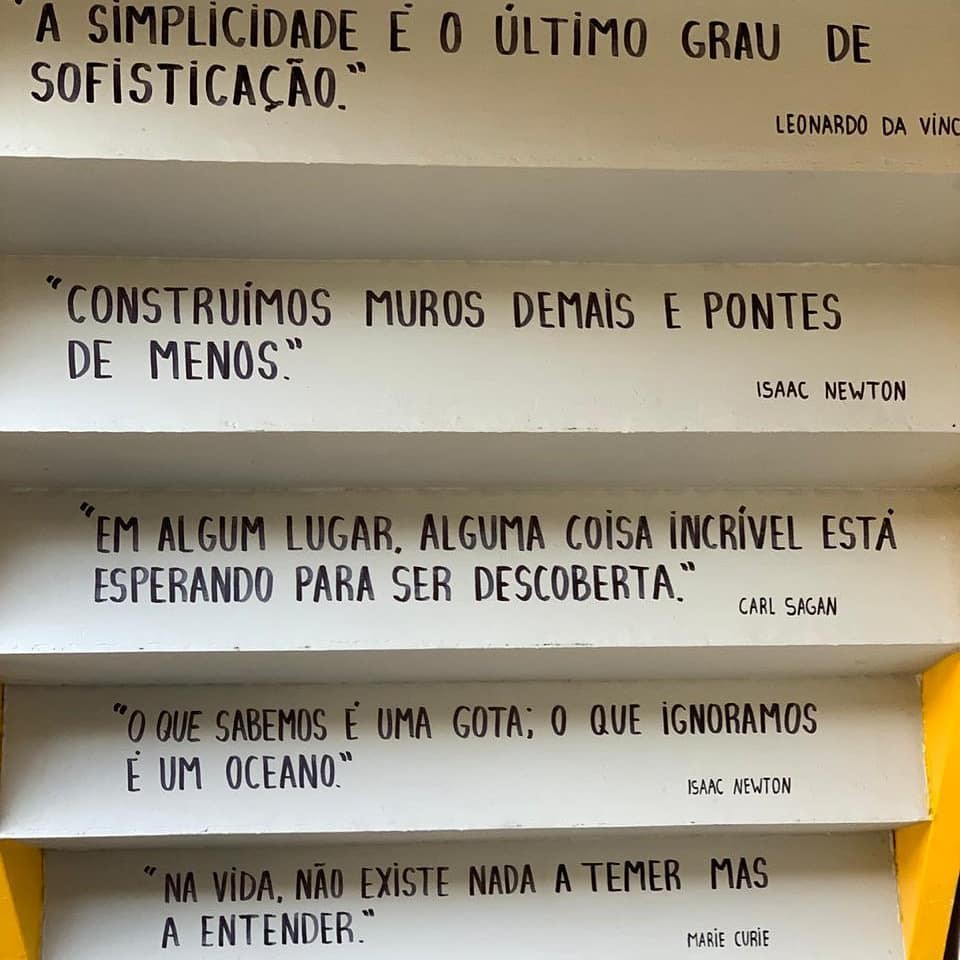 "A SIMPLICIDADE É O ÚLTIMO GRAU DE
SOFISTICAÇÃO."
LEONARDO DA VINC
"CONSTRUÍMOS MUROS DEMAIS E PONTES
DE MENOS."
ISAAC NEWTON
"EM ALGUM LUGAR, ALGUMA COISA INCRÍVEL ESTÁ
ESPERANDO PARA SER DESCOBERTA."
CARL SAGAN
"O QUE SABEMOS É UMA GOTA; O QUE IGNORAMOS
É UM OCEANO."
ISAAC NEWTON
"NA VIDA, NÃO EXISTE NADA A TEMER MAS
A ENTENDER."
MARIE CURIE